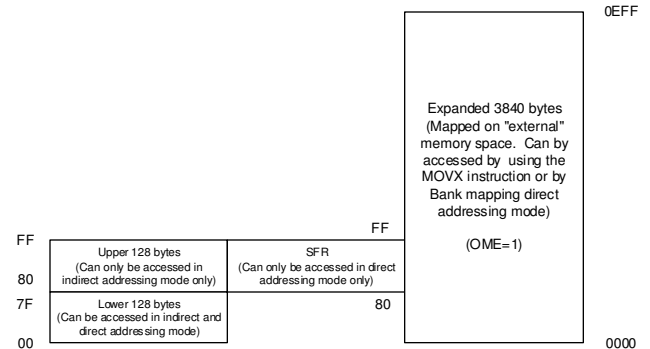 0EFF
Expanded 3840 bytes
(Mapped on "external"
memory space. Can by
accessed by using the
MOVX instruction or by
Bank mapping direct
addressing mode)
(OME=1)
FF
FF
Upper 128 bytes
(Can only be accessed in
indirect addressing mode only)
SFR
(Can only be accessed in direct
addressing mode only)
80
7F
Lower 128 bytes
(Can be accessed in indirect and
direct addressing mode)
80
00
0000